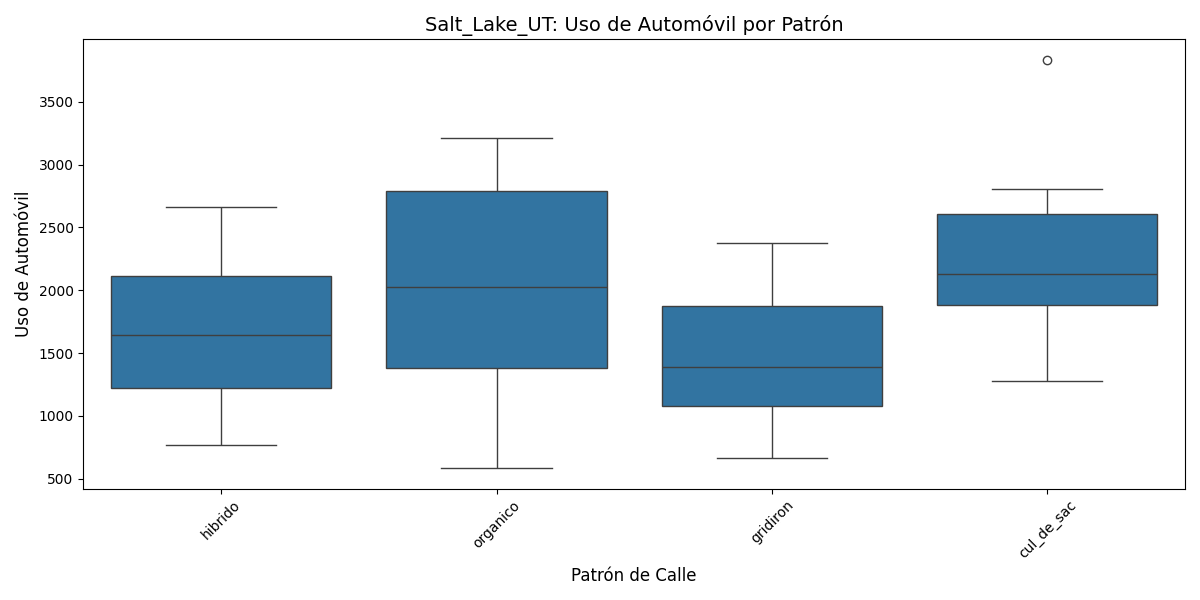 Salt_Lake_UT: Uso de Automóvil por Patrón
Uso de Automóvil
3500
3000
2500
2000
1500
1000
500
hibrido
organico
gridiron
cul_de_sac
Patrón de Calle